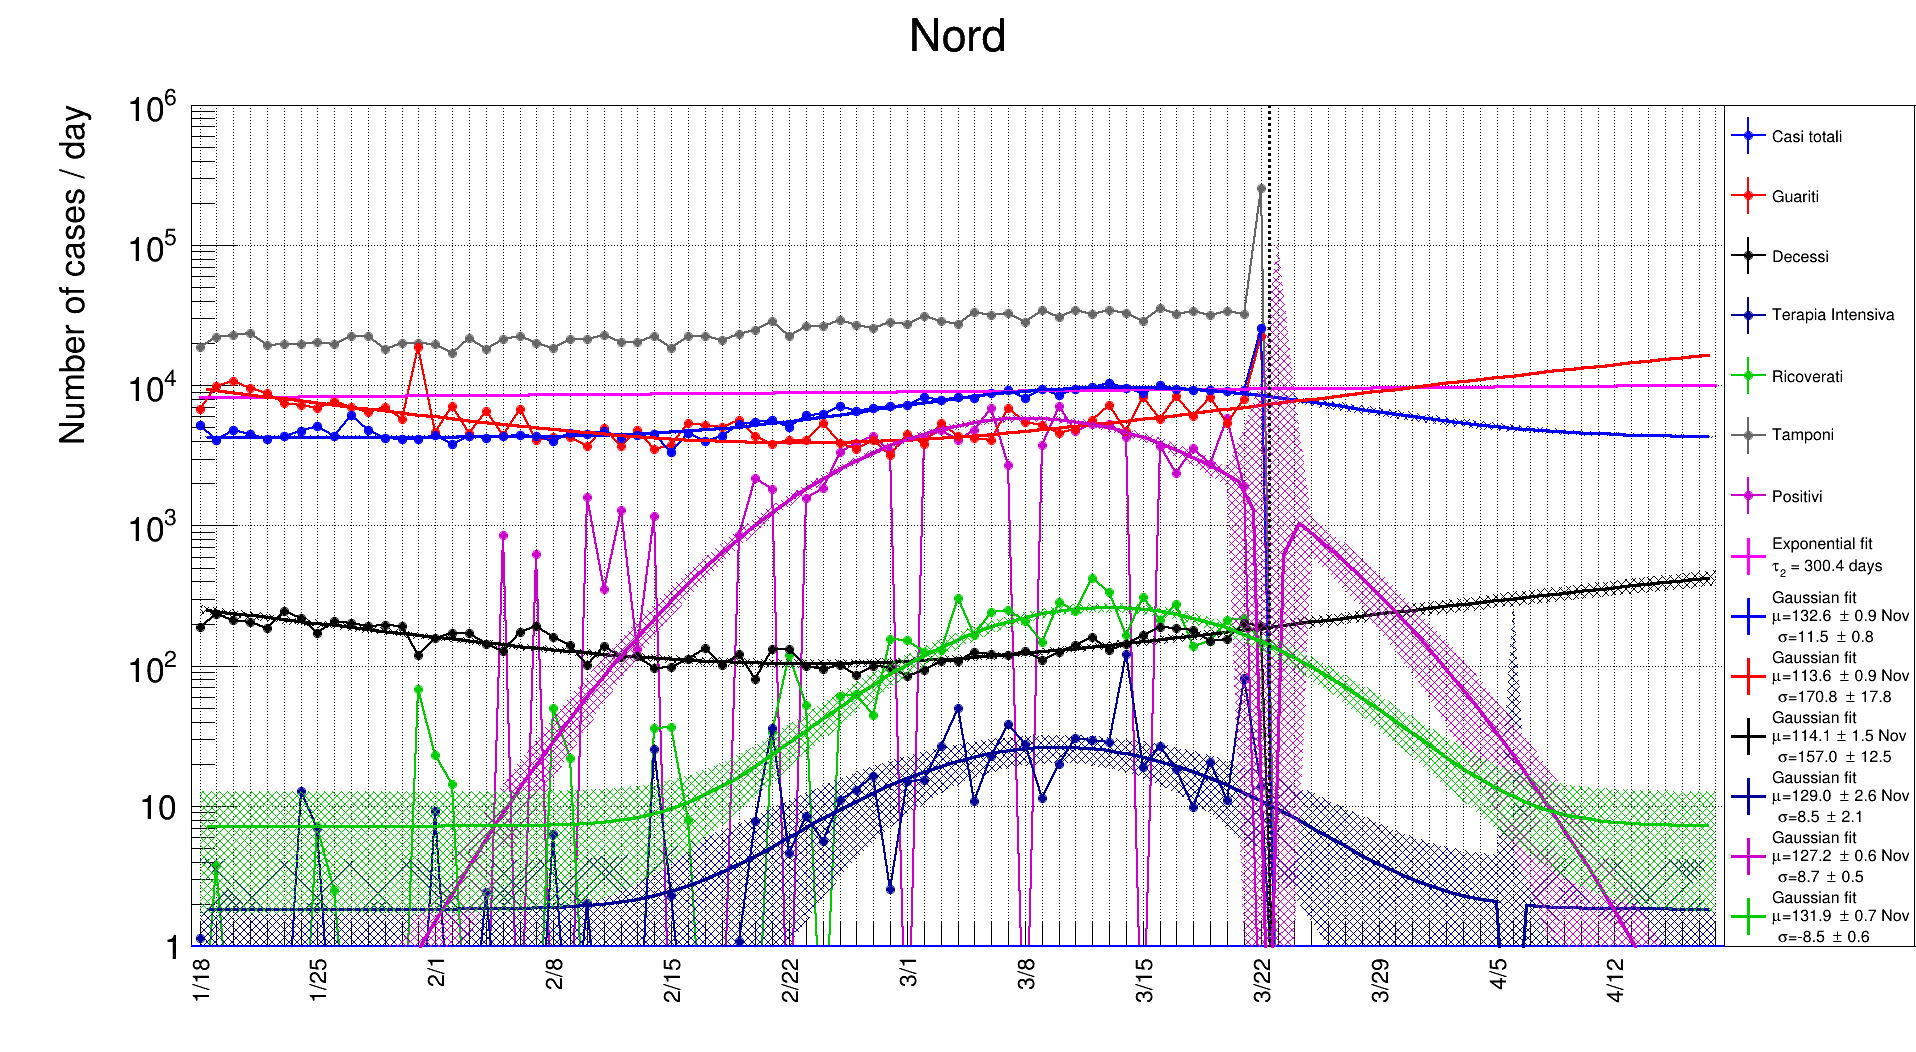 Nord
Number of cases / day
10^6
10^5
10^4
10^3
10^2
10
1
1/18
1/25
2/1
2/8
2/15
2/22
3/1
3/8
3/15
3/22
3/29
4/5
4/12
Casi totali
Guariti
Decessi
Terapia Intensiva
Ricoverati
Tamponi
Positivi
Exponential fit
τ_2 = 300.4 days
Gaussian fit
μ=132.6 ± 0.9 Nov
σ=11.5 ± 0.8
Gaussian fit
μ=113.6 ± 0.9 Nov
σ=170.8 ± 17.8
Gaussian fit
μ=114.1 ± 1.5 Nov
σ=157.0 ± 12.5
Gaussian fit
μ=129.0 ± 2.6 Nov
σ=8.5 ± 2.1
Gaussian fit
μ=127.2 ± 0.6 Nov
σ=8.7 ± 0.5
Gaussian fit
μ=131.9 ± 0.7 Nov
σ=-8.5 ± 0.6